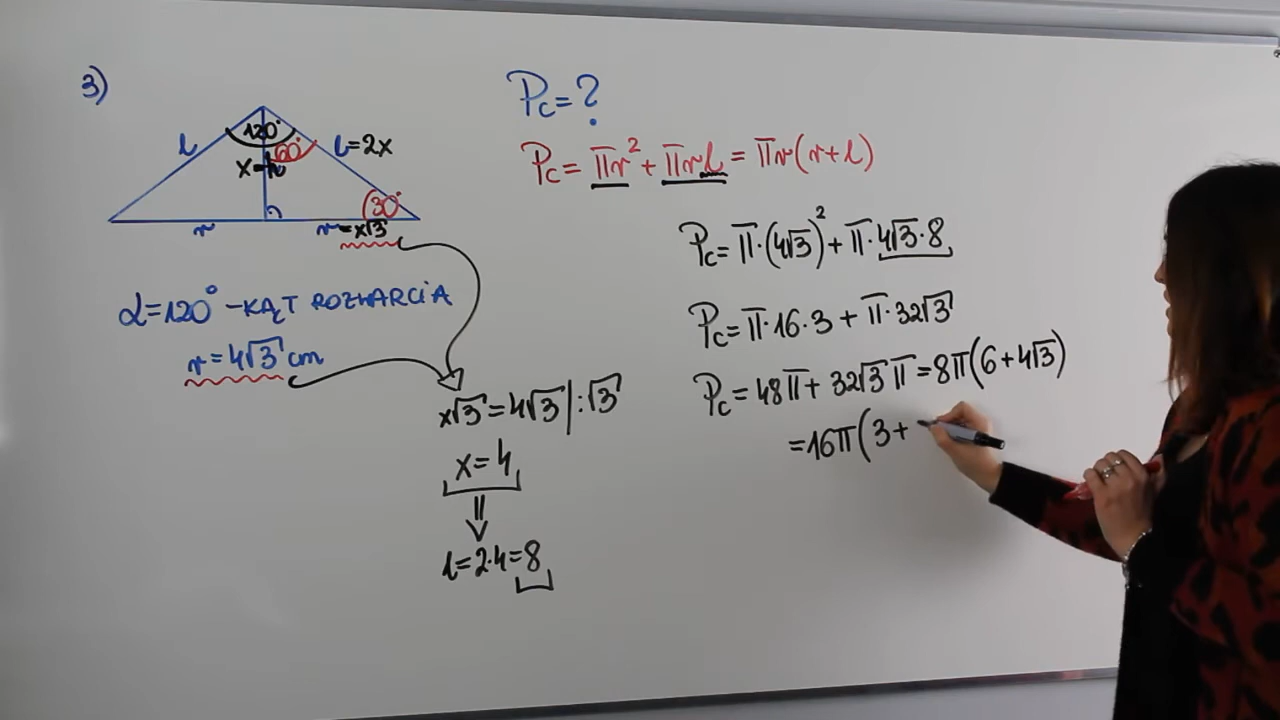 3)
120°
60°
l
l=2x
x=h
30°
r
r=x√3
α=120° -KĄT ROZWARCIA
r=4√3 cm
x√3=4√3 |:√3
x=4
l=2·4=8
Pc=?
Pc= πr²+πrl= πr(r+l)
Pc=π·(4√3)²+π·4√3·8
Pc=π·16·3+π·32√3
Pc=48π+32√3π=8π(6+4√3)
=16π(3+